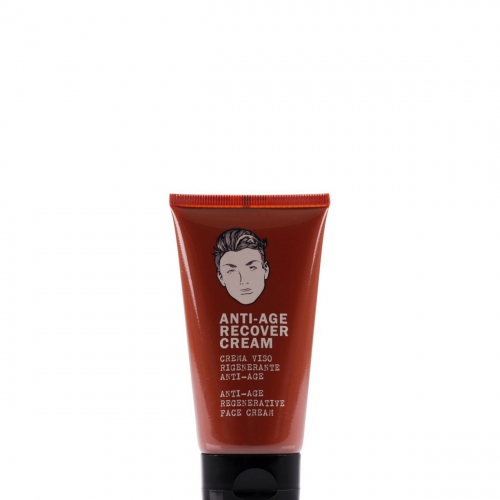 ANTI-AGE
RECOVER
CREAM
CREMA VISO
RIGENERANTE
ANTI-AGE
ANTI-AGE
REGENERATIVE
FACE CREAM